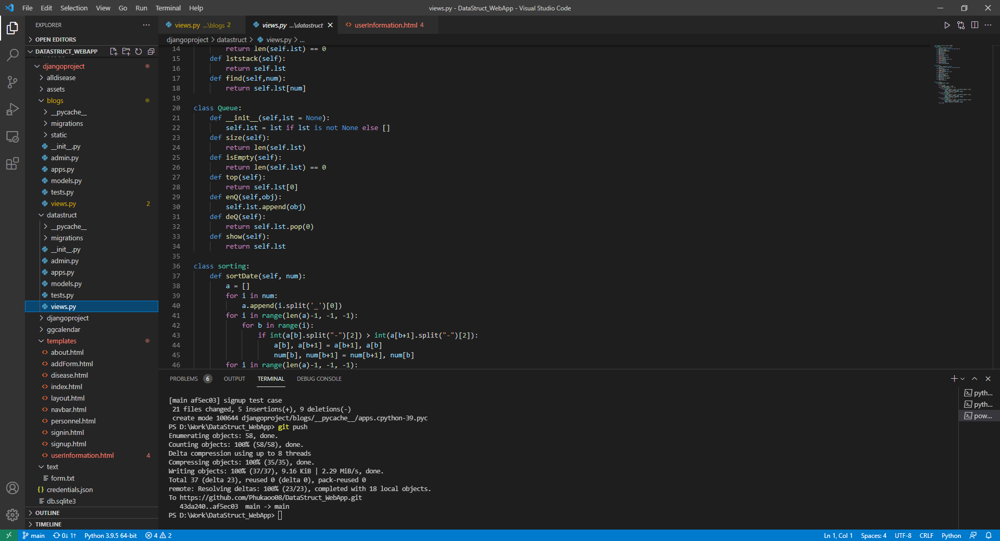 File Edit Selection View Go Run Terminal Help
views.py - DataStruct_WebApp - Visual Studio Code
EXPLORER
OPEN EDITORS
DATASTRUCT_WEBAPP
djangoproject
alldisease
assets
blogs
__pycache__
migrations
static
__init__.py
admin.py
apps.py
models.py
tests.py
views.py 2
datastruct
__pycache__
migrations
__init__.py
admin.py
apps.py
models.py
tests.py
views.py
djangoproject
ggcalendar
templates
about.html
addForm.html
disease.html
index.html
layout.html
navbar.html
personnel.html
signin.html
signup.html
userInformation.html 4
text
form.txt
credentials.json
db.sqlite3
OUTLINE
TIMELINE
views.py ...\blogs 2
views.py ...\datastruct
userInformation.html 4
djangoproject > datastruct > views.py > ...
14 return len(self.lst) == 0
15 def lststack(self):
16 return self.lst
17 def find(self,num):
18 return self.lst[num]
19
20 class Queue:
21 def __init__(self,lst = None):
22 self.lst = lst if lst is not None else []
23 def size(self):
24 return len(self.lst)
25 def isEmpty(self):
26 return len(self.lst) == 0
27 def top(self):
28 return self.lst[0]
29 def enQ(self,obj):
30 self.lst.append(obj)
31 def deQ(self):
32 return self.lst.pop(0)
33 def show(self):
34 return self.lst
35
36 class sorting:
37 def sortDate(self, num):
38 a = []
39 for i in num:
40 a.append(i.split('_')[0])
41 for i in range(len(a)-1, -1, -1):
42 for b in range(i):
43 if int(a[b].split("-")[2]) > int(a[b+1].split("-")[2]):
44 a[b], a[b+1] = a[b+1], a[b]
45 num[b], num[b+1] = num[b+1], num[b]
46 for i in range(len(a)-1, -1, -1):
PROBLEMS 6 OUTPUT TERMINAL DEBUG CONSOLE
[main af5ec03] signup test case
21 files changed, 5 insertions(+), 9 deletions(-)
create mode 100644 djangoproject/blogs/__pycache__/apps.cpython-39.pyc
PS D:\Work\DataStruct_WebApp> git push
Enumerating objects: 58, done.
Counting objects: 100% (58/58), done.
Delta compression using up to 8 threads
Compressing objects: 100% (35/35), done.
Writing objects: 100% (37/37), 9.16 KiB | 2.29 MiB/s, done.
Total 37 (delta 23), reused 0 (delta 0), pack-reused 0
remote: Resolving deltas: 100% (23/23), completed with 18 local objects.
To https://github.com/Phukaoo08/DataStruct_WebApp.git
43da240..af5ec03 main -> main
PS D:\Work\DataStruct_WebApp>
pyth...
pyth...
pow...
main 0↓ 1↑ Python 3.9.5 64-bit 4 2
Ln 1, Col 1 Spaces: 4 UTF-8 CRLF Python